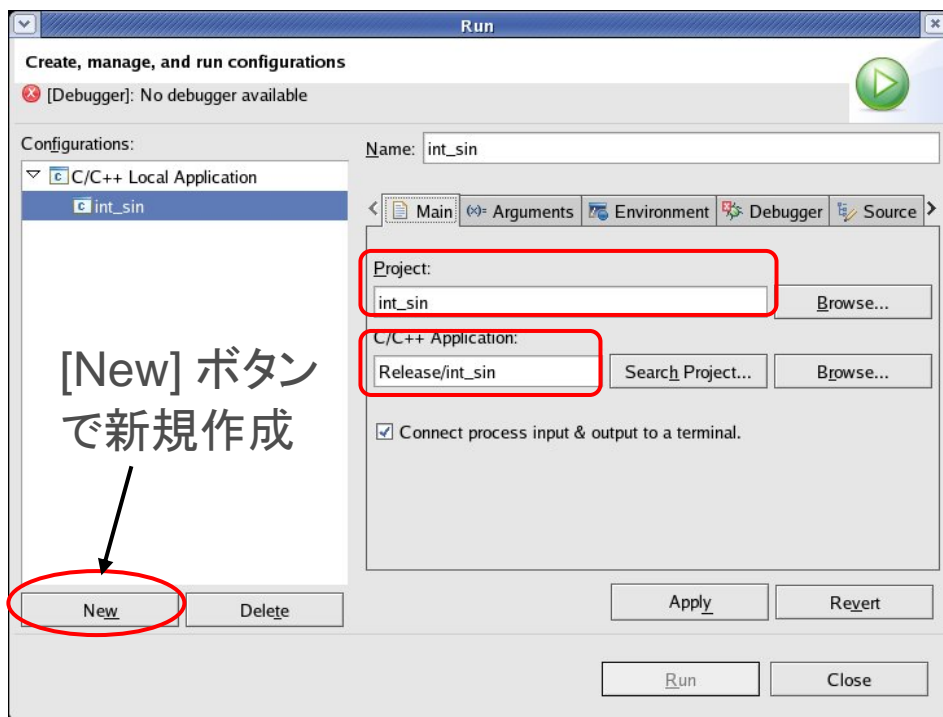 Run
Create, manage, and run configurations
[Debugger]: No debugger available
Configurations:
C/C++ Local Application
int_sin
Name: int_sin
Main (x)= Arguments Environment Debugger Source
Project:
int_sin Browse...
C/C++ Application:
Release/int_sin Search Project... Browse...
Connect process input & output to a terminal.
[New] ボタン
で新規作成
New Delete
Apply Revert
Run Close